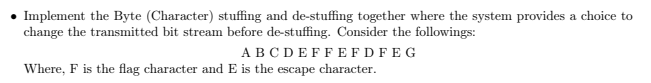 • Implement the Byte (Character) stuffing and de-stuffing together where the system provides a choice to
change the transmitted bit stream before de-stuffing. Consider the followings:
A B C D E F F E F D F E G
Where, F is the flag character and E is the escape character.